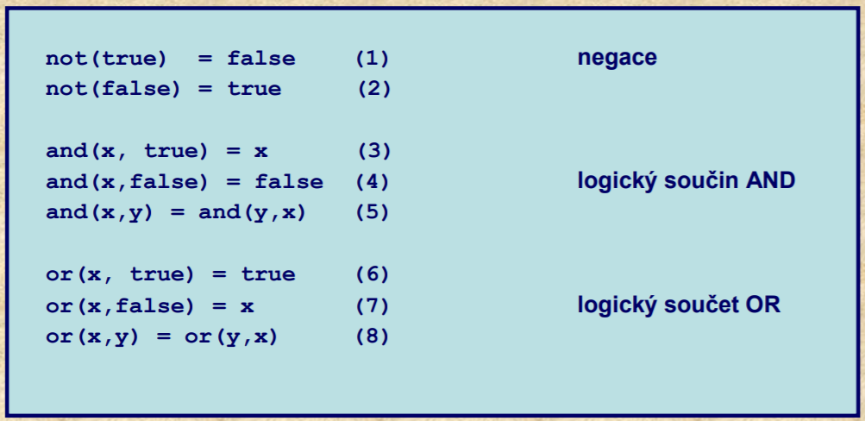 not(true)  = false    (1)    negace
not(false) = true     (2)
and(x, true) = x      (3)
and(x,false) = false  (4)    logický součin AND
and(x,y) = and(y,x)   (5)
or(x, true) = true    (6)
or(x,false) = x       (7)    logický součet OR
or(x,y) = or(y,x)     (8)